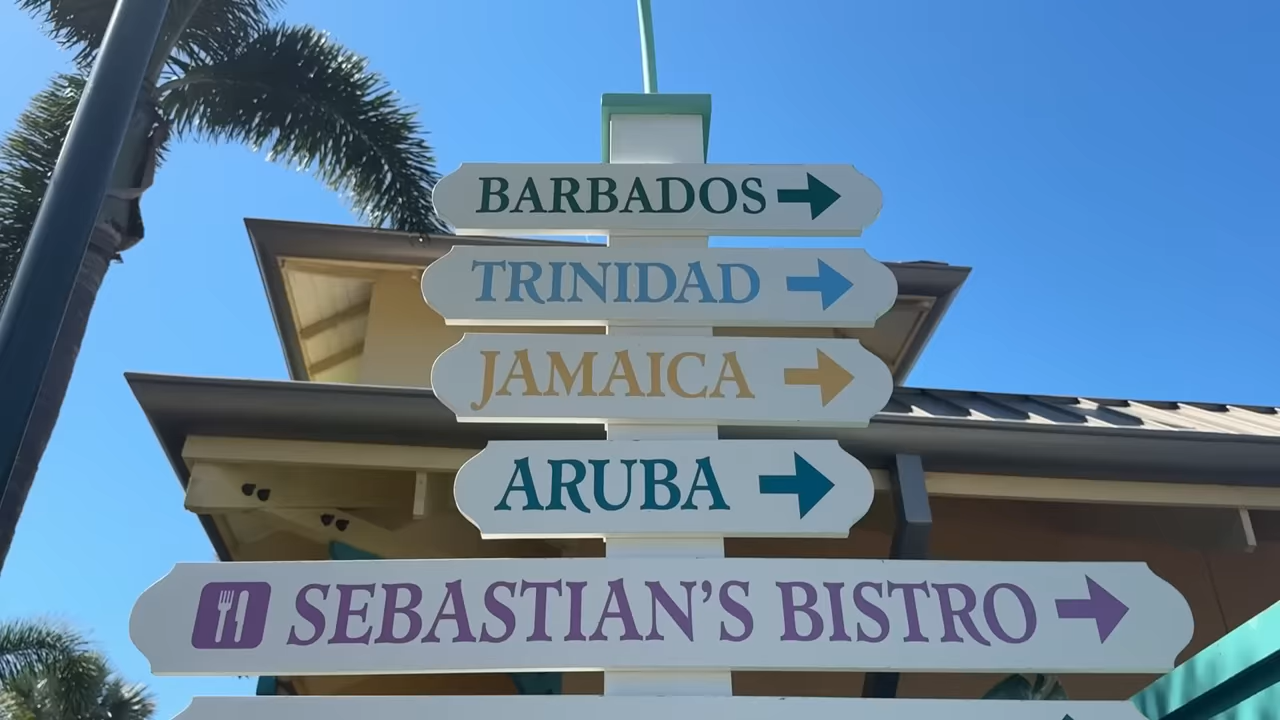 BARBADOS
TRINIDAD
JAMAICA
ARUBA
SEBASTIAN'S BISTRO